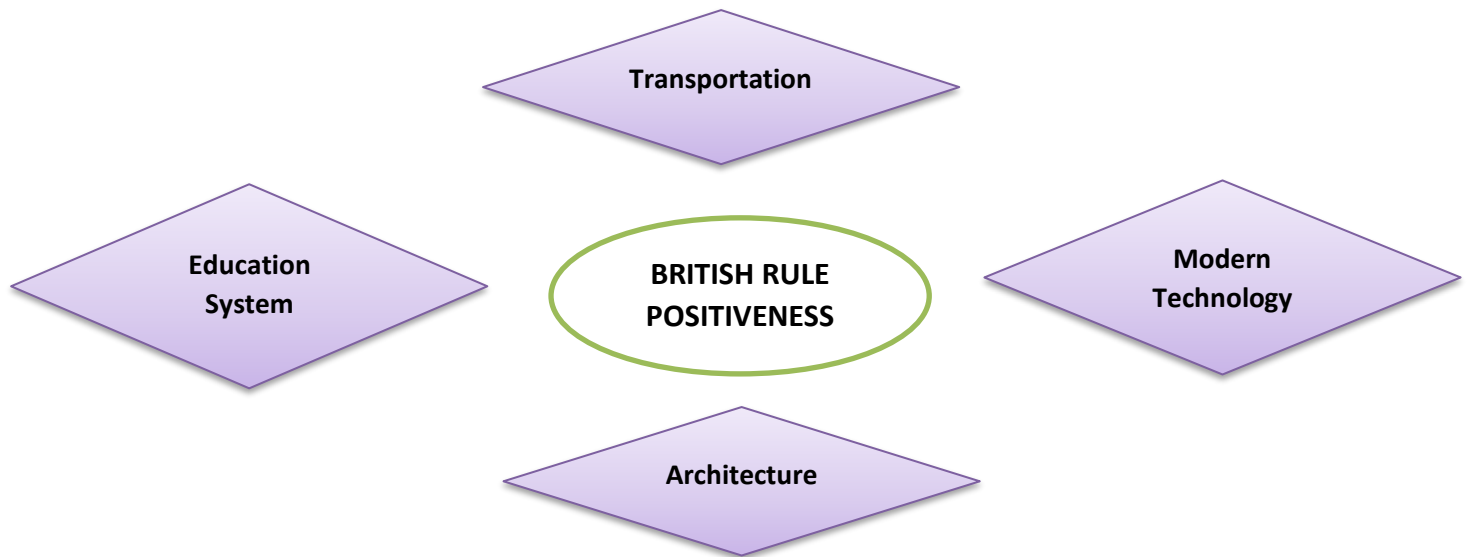 Transportation
Education
System
BRITISH RULE
POSITIVENESS
Modern
Technology
Architecture